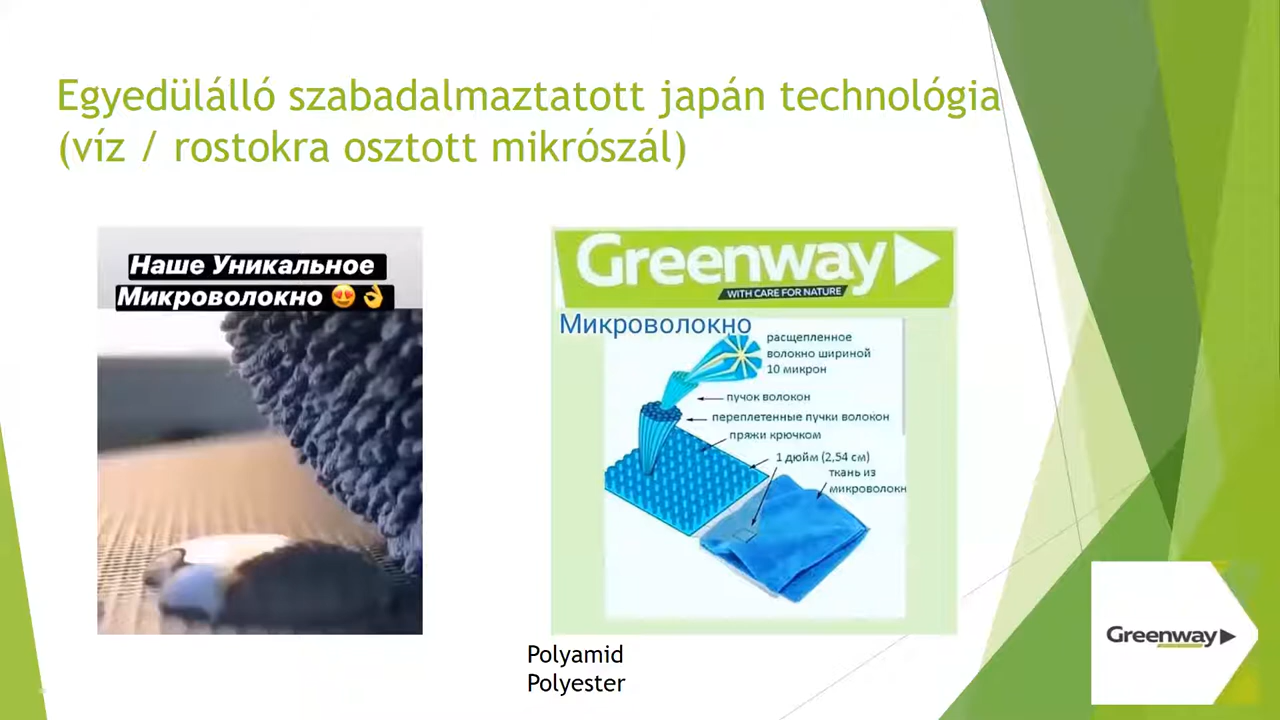 Egyedülálló szabadalmaztatott japán technológia
(víz / rostokra osztott mikrószál)
Наше Уникальное
Микроволокно 😍👌
Greenway
WITH CARE FOR NATURE
Микроволокно
расщепленное
волокно шириной
10 микрон
пучок волокон
переплетенные пучки волокон
пряжи крючком
1 дюйм (2,54 см)
ткань из
микроволокн
Polyamid
Polyester
Greenway